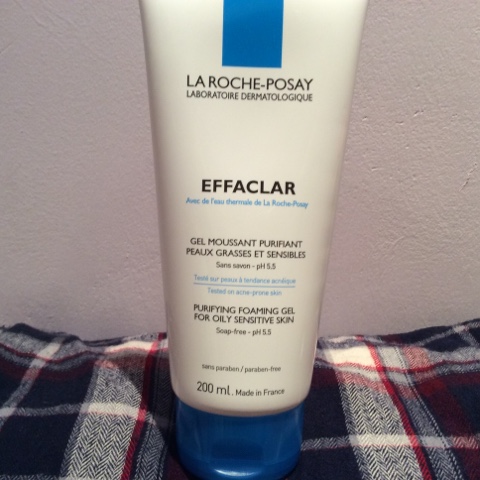 LA ROCHE-POSAY
LABORATOIRE DERMATOLOGIQUE
EFFACLAR
Avec de l'eau thermale de La Roche-Posay
GEL MOUSSANT PURIFIANT
PEAUX GRASSES ET SENSIBLES
Sans savon - pH 5.5
Testé sur peaux à tendance acnéique
Tested on acne-prone skin
PURIFYING FOAMING GEL
FOR OILY SENSITIVE SKIN
Soap-free - pH 5.5
sans paraben / paraben-free
200 ml. Made in France